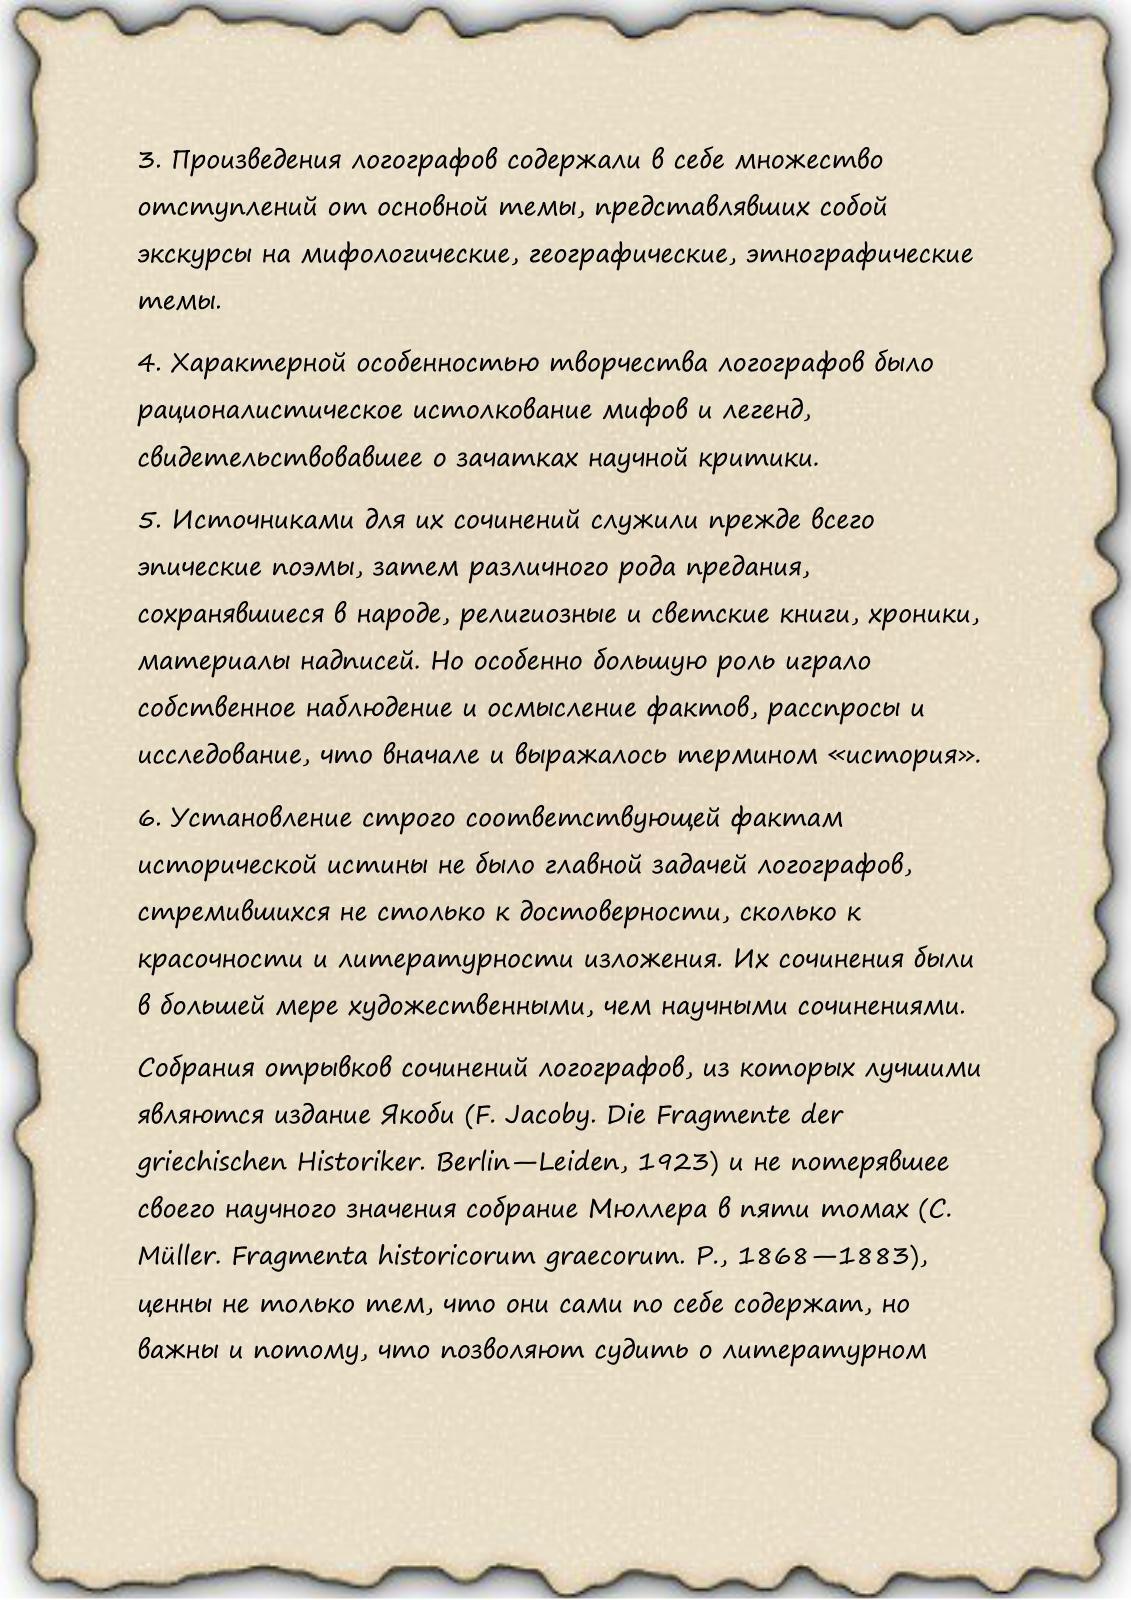 3. Произведения логографов содержали в себе множество
отступлений от основной темы, представлявших собой
экскурсы на мифологические, географические, этнографические
темы.
4. Характерной особенностью творчества логографов было
рационалистическое истолкование мифов и легенд,
свидетельствовавшее о зачатках научной критики.
5. Источниками для их сочинений служили прежде всего
эпические поэмы, затем различного рода предания,
сохранявшиеся в народе, религиозные и светские книги, хроники,
материалы надписей. Но особенно большую роль играло
собственное наблюдение и осмысление фактов, расспросы и
исследование, что вначале и выражалось термином «история».
6. Установление строго соответствующей фактам
исторической истины не было главной задачей логографов,
стремившихся не столько к достоверности, сколько к
красочности и литературности изложения. Их сочинения были
в большей мере художественными, чем научными сочинениями.
Собрания отрывков сочинений логографов, из которых лучшими
являются издание Якоби (F. Jacoby. Die Fragmente der
griechischen Historiker. Berlin—Leiden, 1923) и не потерявшее
своего научного значения собрание Мюллера в пяти томах (C.
Müller. Fragmenta historicorum graecorum. P., 1868—1883),
ценны не только тем, что они сами по себе содержат, но
важны и потому, что позволяют судить о литературном